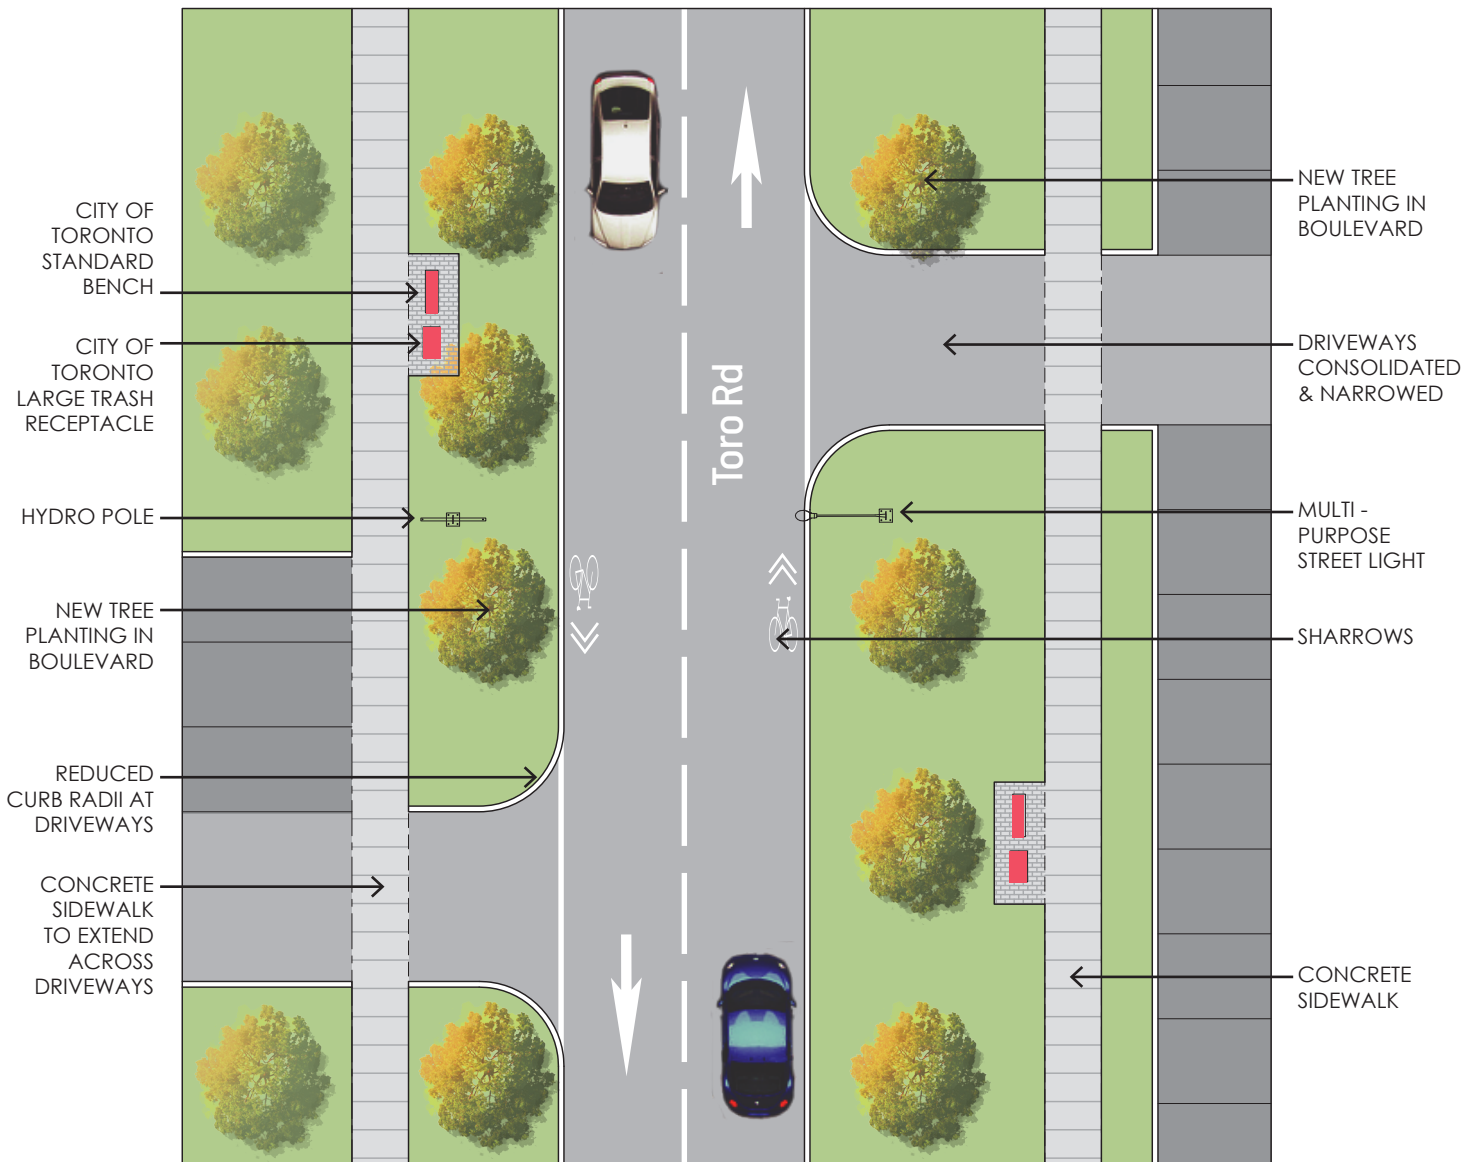 CITY OF
TORONTO
STANDARD
BENCH
CITY OF
TORONTO
LARGE TRASH
RECEPTACLE
HYDRO POLE
NEW TREE
PLANTING IN
BOULEVARD
REDUCED
CURB RADII AT
DRIVEWAYS
CONCRETE
SIDEWALK
TO EXTEND
ACROSS
DRIVEWAYS
Toro Rd
NEW TREE
PLANTING IN
BOULEVARD
DRIVEWAYS
CONSOLIDATED
& NARROWED
MULTI -
PURPOSE
STREET LIGHT
SHARROWS
CONCRETE
SIDEWALK